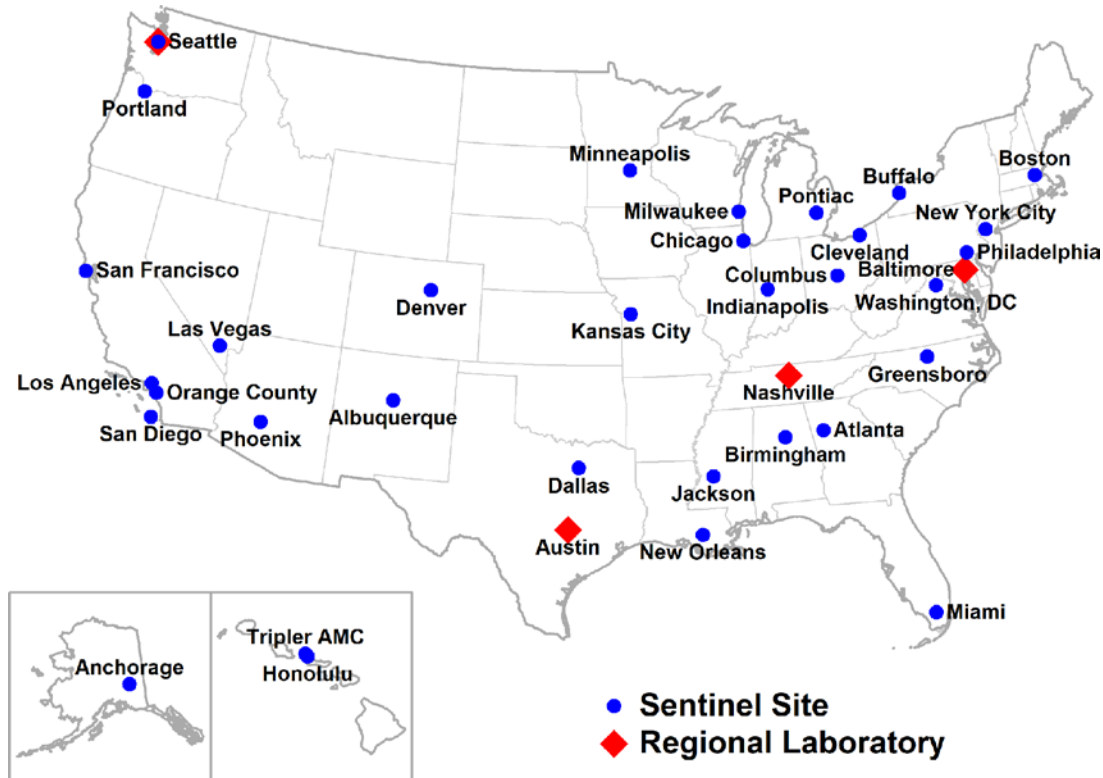 Seattle
Portland
Minneapolis
Boston
Buffalo
Pontiac
Milwaukee
New York City
Chicago
Cleveland
Philadelphia
San Francisco
Columbus
Baltimore
Denver
Indianapolis
Washington, DC
Kansas City
Las Vegas
Greensboro
Los Angeles
Orange County
Nashville
Albuquerque
San Diego
Phoenix
Atlanta
Birmingham
Dallas
Jackson
Austin
New Orleans
Miami
Tripler AMC
Anchorage
Honolulu
Sentinel Site
Regional Laboratory